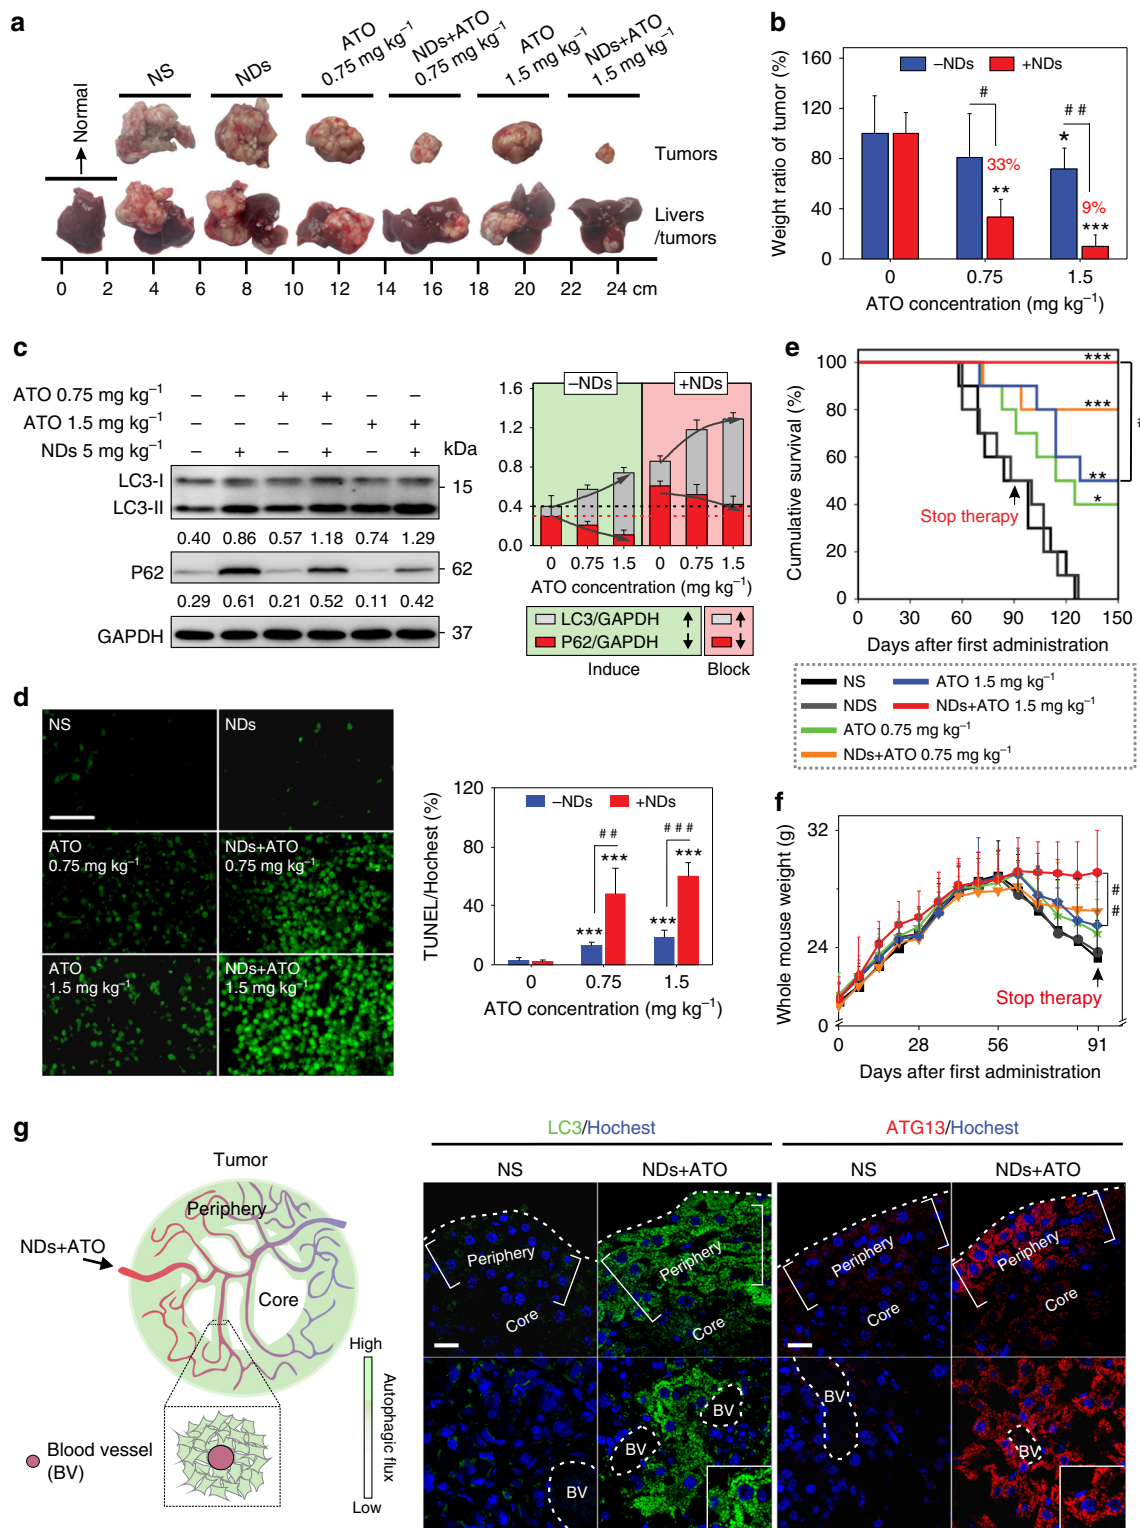 a
NS
NDs
ATO
0.75 mg kg⁻¹
NDs+ATO
0.75 mg kg⁻¹
ATO
1.5 mg kg⁻¹
NDs+ATO
1.5 mg kg⁻¹
Normal
Tumors
Livers
/tumors
0 2 4 6 8 10 12 14 16 18 20 22 24 cm
b
Weight ratio of tumor (%)
160
120
80
40
0
–NDs +NDs
#
# #
*
33%
**
9%
***
0 0.75 1.5
ATO concentration (mg kg⁻¹)
c
ATO 0.75 mg kg⁻¹ – – + + – –
ATO 1.5 mg kg⁻¹ – – – – + +
NDs 5 mg kg⁻¹ – + – + – +
kDa
LC3-I
15
LC3-II
0.40 0.86 0.57 1.18 0.74 1.29
P62
62
0.29 0.61 0.21 0.52 0.11 0.42
GAPDH
37
–NDs +NDs
1.6
1.2
0.8
0.4
0.0
0 0.75 1.5 0 0.75 1.5
ATO concentration (mg kg⁻¹)
LC3/GAPDH
P62/GAPDH
Induce Block
d
NS
NDs
ATO
0.75 mg kg⁻¹
NDs+ATO
0.75 mg kg⁻¹
ATO
1.5 mg kg⁻¹
NDs+ATO
1.5 mg kg⁻¹
TUNEL/Hochest (%)
120
80
40
0
–NDs +NDs
# #
***
***
# # #
***
***
0 0.75 1.5
ATO concentration (mg kg⁻¹)
e
Cumulative survival (%)
100
80
60
40
20
0
***
***
**
*
Stop therapy
0 30 60 90 120 150
Days after first administration
NS
NDS
ATO 0.75 mg kg⁻¹
NDs+ATO 0.75 mg kg⁻¹
ATO 1.5 mg kg⁻¹
NDs+ATO 1.5 mg kg⁻¹
f
Whole mouse weight (g)
32
24
0
#
#
Stop therapy
0 28 56 91
Days after first administration
g
Tumor
Periphery
NDs+ATO
Core
High
Autophagic flux
Low
Blood vessel
(BV)
LC3/Hochest
ATG13/Hochest
NS
NDs+ATO
NS
NDs+ATO
Periphery
Core
Periphery
Core
Periphery
Core
Periphery
Core
BV
BV
BV
BV
BV